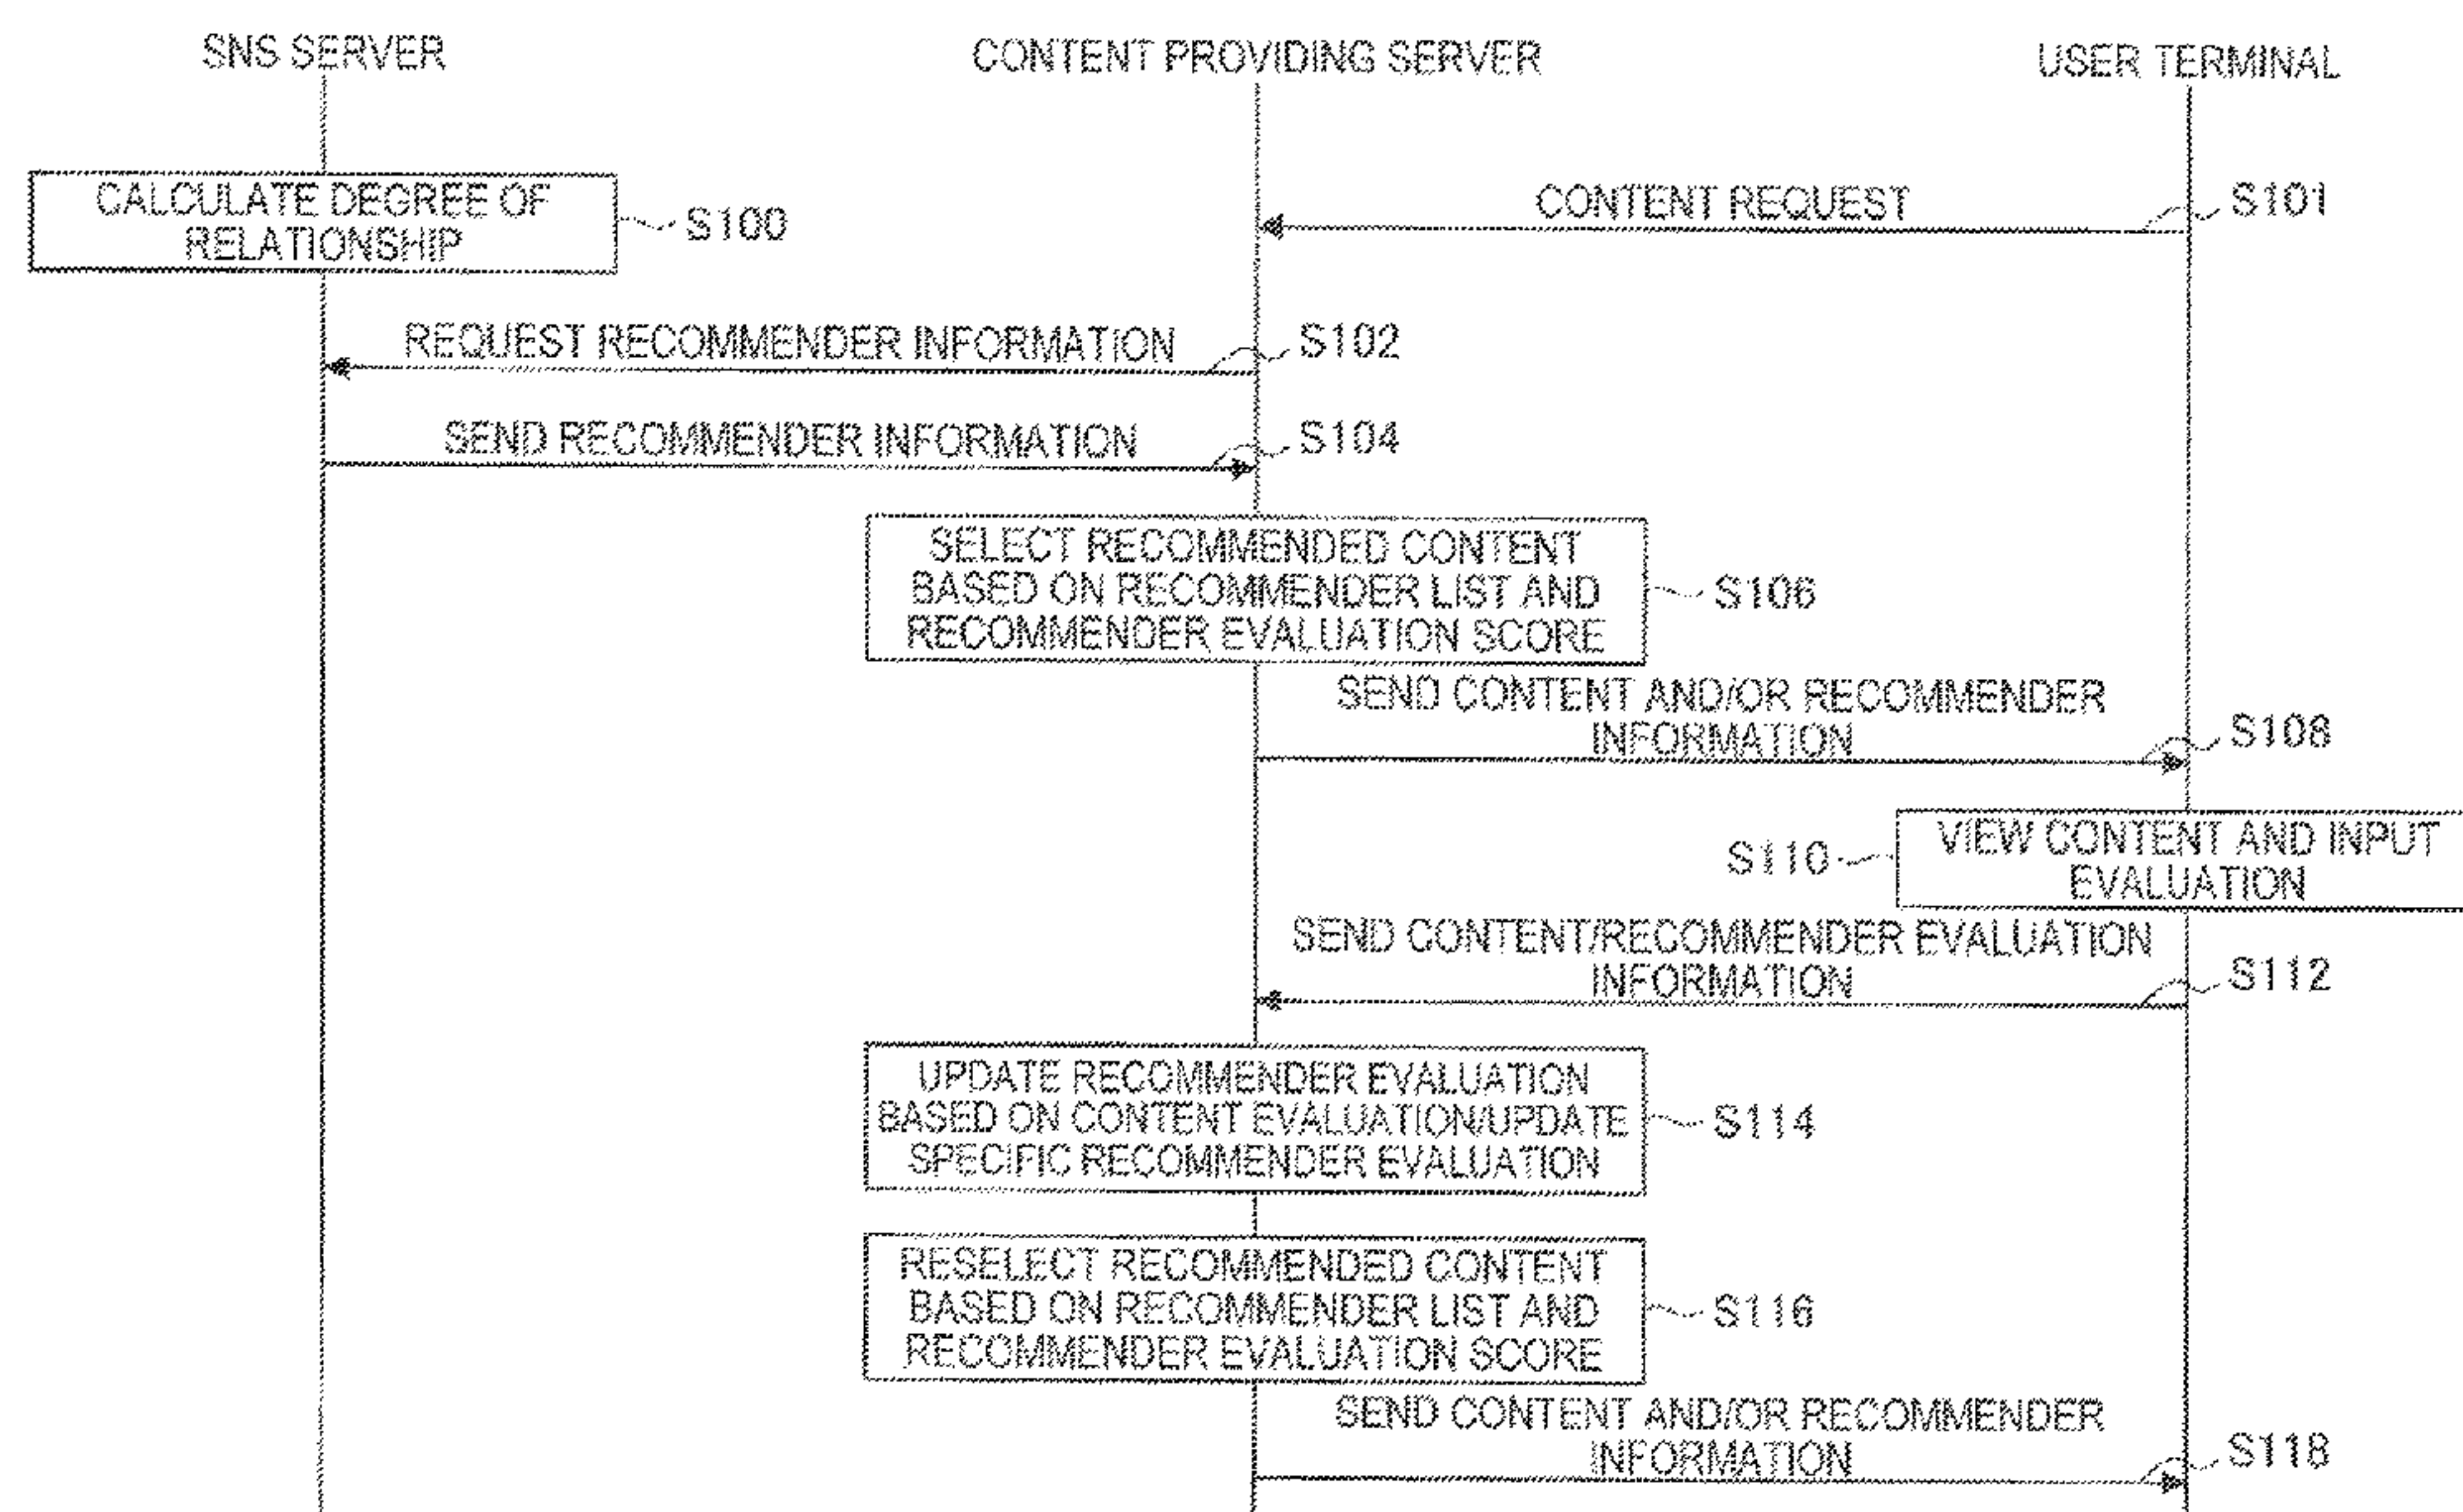 SNS SERVER
CONTENT PROVIDING SERVER
USER TERMINAL
CALCULATE DEGREE OF
RELATIONSHIP
S100
CONTENT REQUEST
S101
REQUEST RECOMMENDER INFORMATION
S102
SEND RECOMMENDER INFORMATION
S104
SELECT RECOMMENDED CONTENT
BASED ON RECOMMENDER LIST AND
RECOMMENDER EVALUATION SCORE
S106
SEND CONTENT AND/OR RECOMMENDER
INFORMATION
S108
S110
VIEW CONTENT AND INPUT
EVALUATION
SEND CONTENT/RECOMMENDER EVALUATION
INFORMATION
S112
UPDATE RECOMMENDER EVALUATION
BASED ON CONTENT EVALUATION/UPDATE
SPECIFIC RECOMMENDER EVALUATION
S114
RESELECT RECOMMENDED CONTENT
BASED ON RECOMMENDER LIST AND
RECOMMENDER EVALUATION SCORE
S116
SEND CONTENT AND/OR RECOMMENDER
INFORMATION
S118